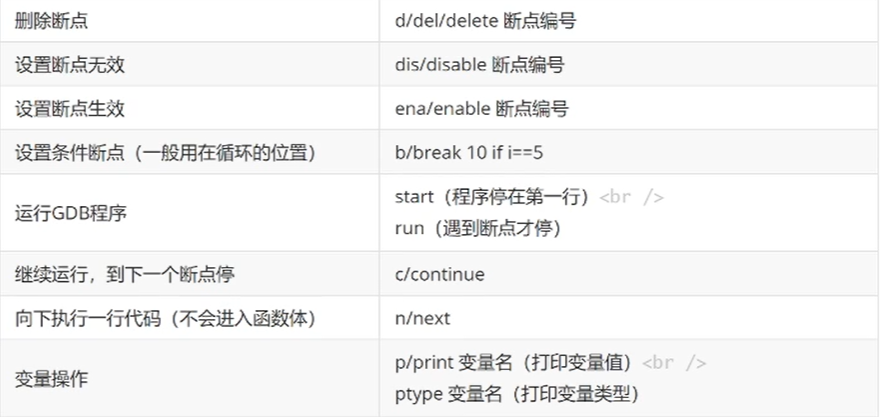 删除断点
d/del/delete 断点编号
设置断点无效
dis/disable 断点编号
设置断点生效
ena/enable 断点编号
设置条件断点（一般用在循环的位置）
b/break 10 if i==5
运行GDB程序
start（程序停在第一行）<br />
run（遇到断点才停）
继续运行，到下一个断点停
c/continue
向下执行一行代码（不会进入函数体）
n/next
变量操作
p/print 变量名（打印变量值）<br />
ptype 变量名（打印变量类型）